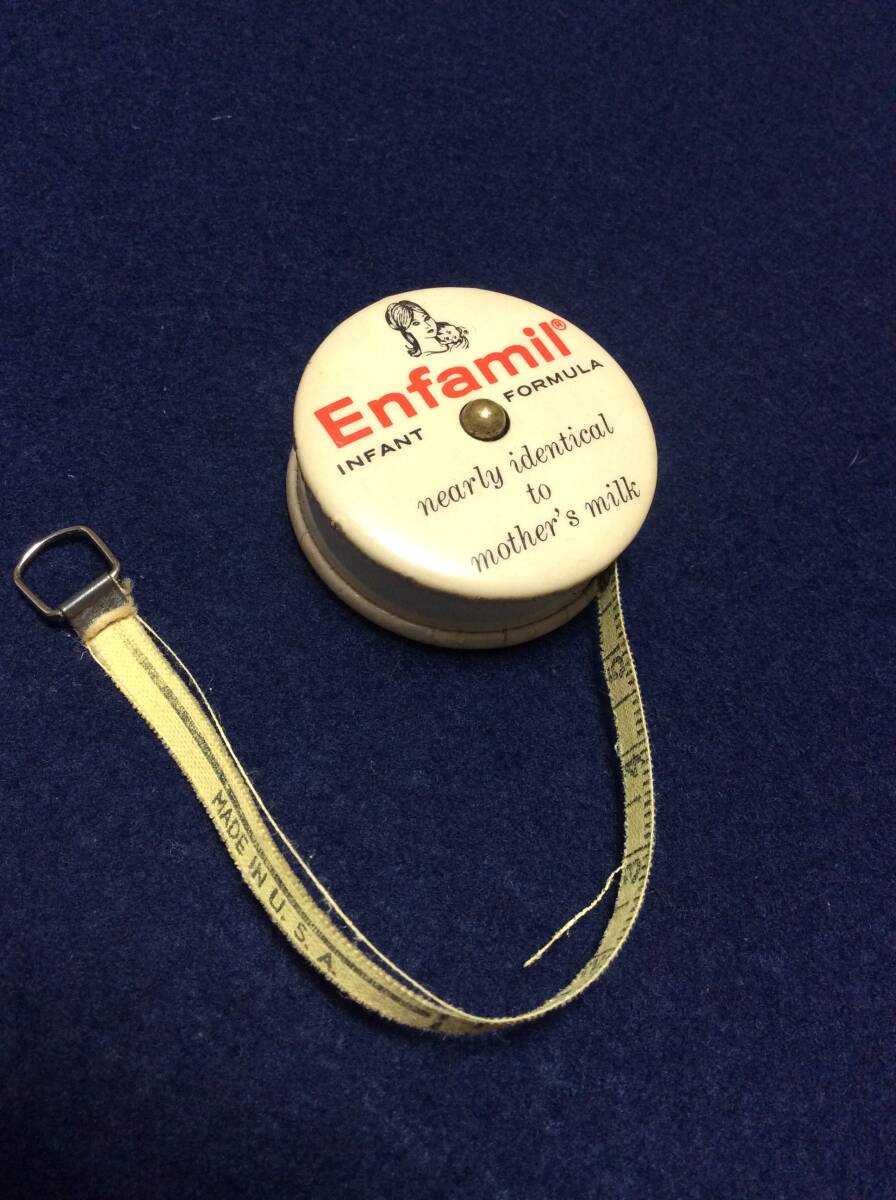 Enfamil®
INFANT FORMULA
nearly identical
to
mother's milk
MADE IN U. S. A.